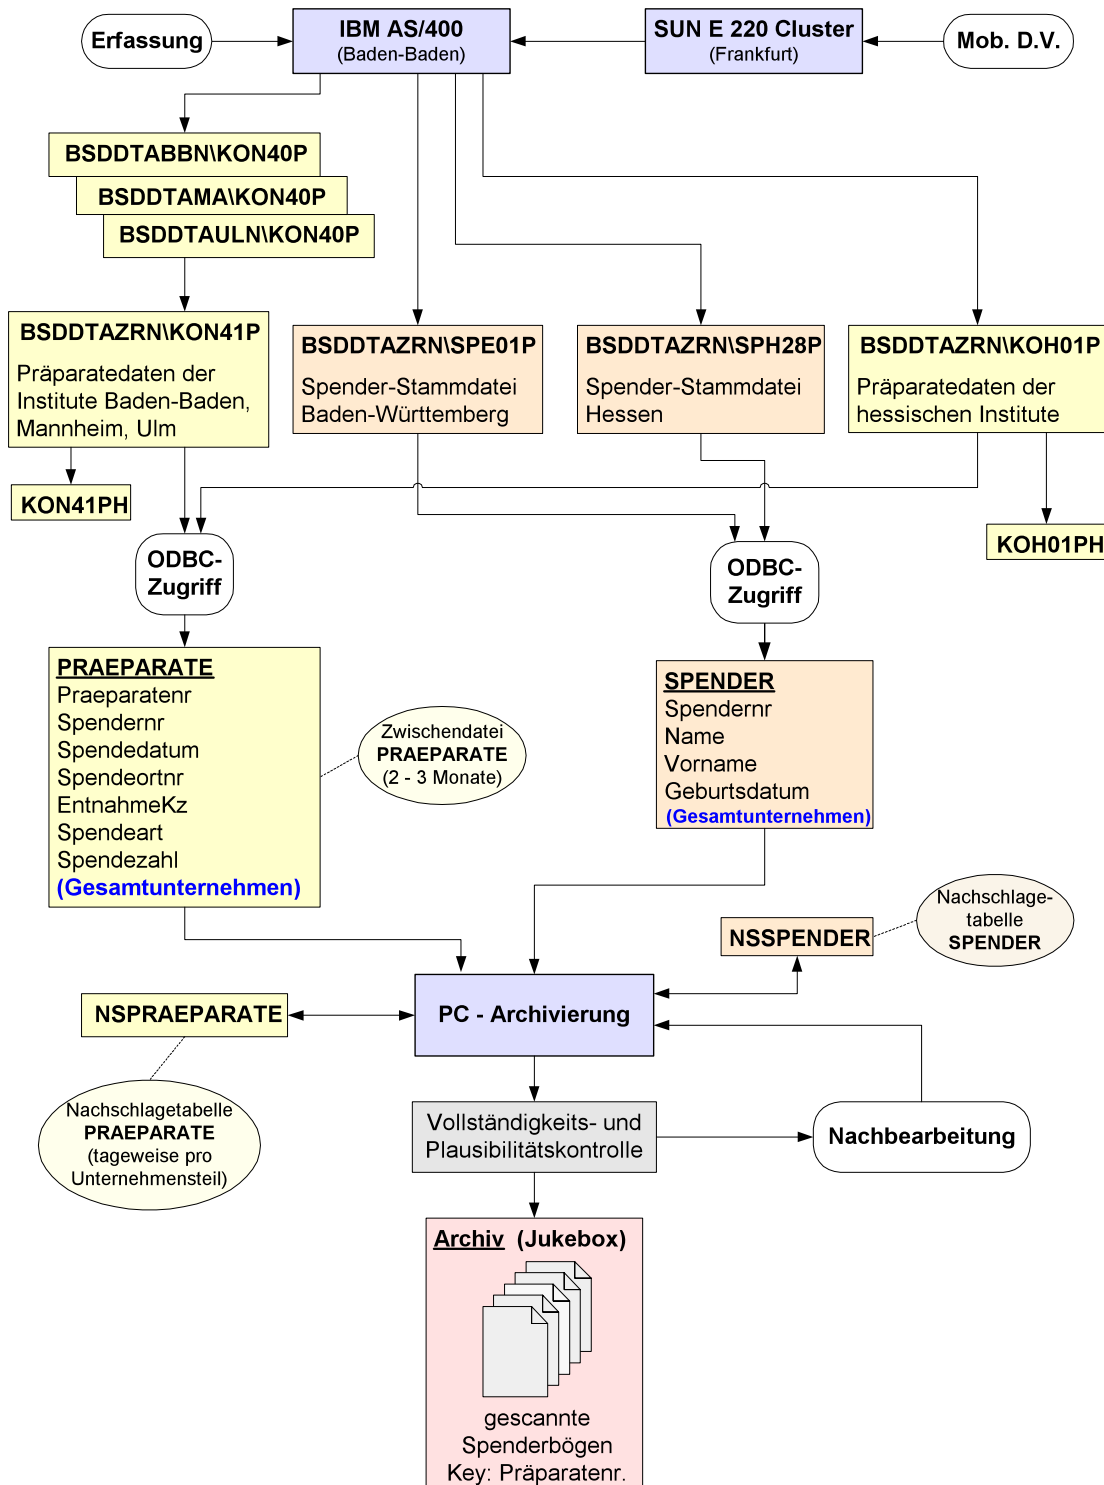 Erfassung
IBM AS/400
(Baden-Baden)
SUN E 220 Cluster
(Frankfurt)
Mob. D.V.
BSDDTABBN\KON40P
BSDDTAMA\KON40P
BSDDTAULN\KON40P
BSDDTAZRN\KON41P
Präparatedaten der
Institute Baden-Baden,
Mannheim, Ulm
BSDDTAZRN\SPE01P
Spender-Stammdatei
Baden-Württemberg
BSDDTAZRN\SPH28P
Spender-Stammdatei
Hessen
BSDDTAZRN\KOH01P
Präparatedaten der
hessischen Institute
KON41PH
KOH01PH
ODBC-
Zugriff
ODBC-
Zugriff
PRAEPARATE
Praeparatenr
Spendernr
Spendedatum
Spendeortnr
EntnahmeKz
Spendeart
Spendezahl
(Gesamtunternehmen)
Zwischendatei
PRAEPARATE
(2 - 3 Monate)
SPENDER
Spendernr
Name
Vorname
Geburtsdatum
(Gesamtunternehmen)
Nachschlage-
tabelle
SPENDER
NSSPENDER
NSPRAEPARATE
PC - Archivierung
Nachschlagetabelle
PRAEPARATE
(tageweise pro
Unternehmensteil)
Vollständigkeits- und
Plausibilitätskontrolle
Nachbearbeitung
Archiv (Jukebox)
gescannte
Spenderbögen
Key: Präparatenr.